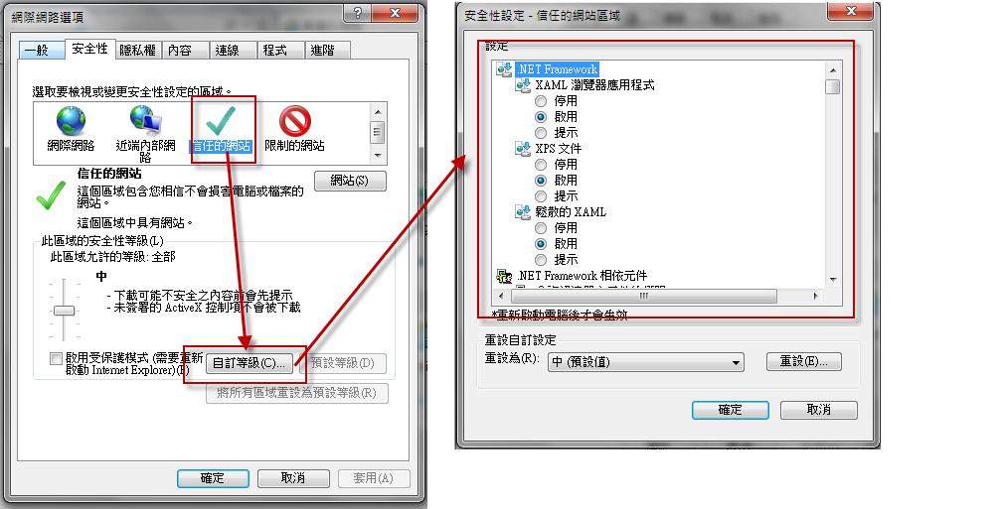 網際網路選項
一般
安全性
隱私權
內容
連線
程式
進階
選取要檢視或變更安全性設定的區域。
網際網路
近端內部網
路
信任的網站
限制的網站
信任的網站
這個區域包含您相信不會損害電腦或檔案的
網站。
這個區域中具有網站。
網站(S)
此區域的安全性等級(L)
此區域允許的等級: 全部
中
- 下載可能不安全之內容前會先提示
- 未簽署的 ActiveX 控制項不會被下載
啟用受保護模式 (需要重新
啟動 Internet Explorer)(P)
自訂等級(C)...
預設等級(D)
將所有區域重設為預設等級(R)
確定
取消
套用(A)
安全性設定 - 信任的網站區域
設定
.NET Framework
XAML 瀏覽器應用程式
停用
啟用
提示
XPS 文件
停用
啟用
提示
鬆散的 XAML
停用
啟用
提示
.NET Framework 相依元件
*重新啟動電腦後才會生效
重設自訂設定
重設為(R):
中 (預設值)
重設(E)...
確定
取消